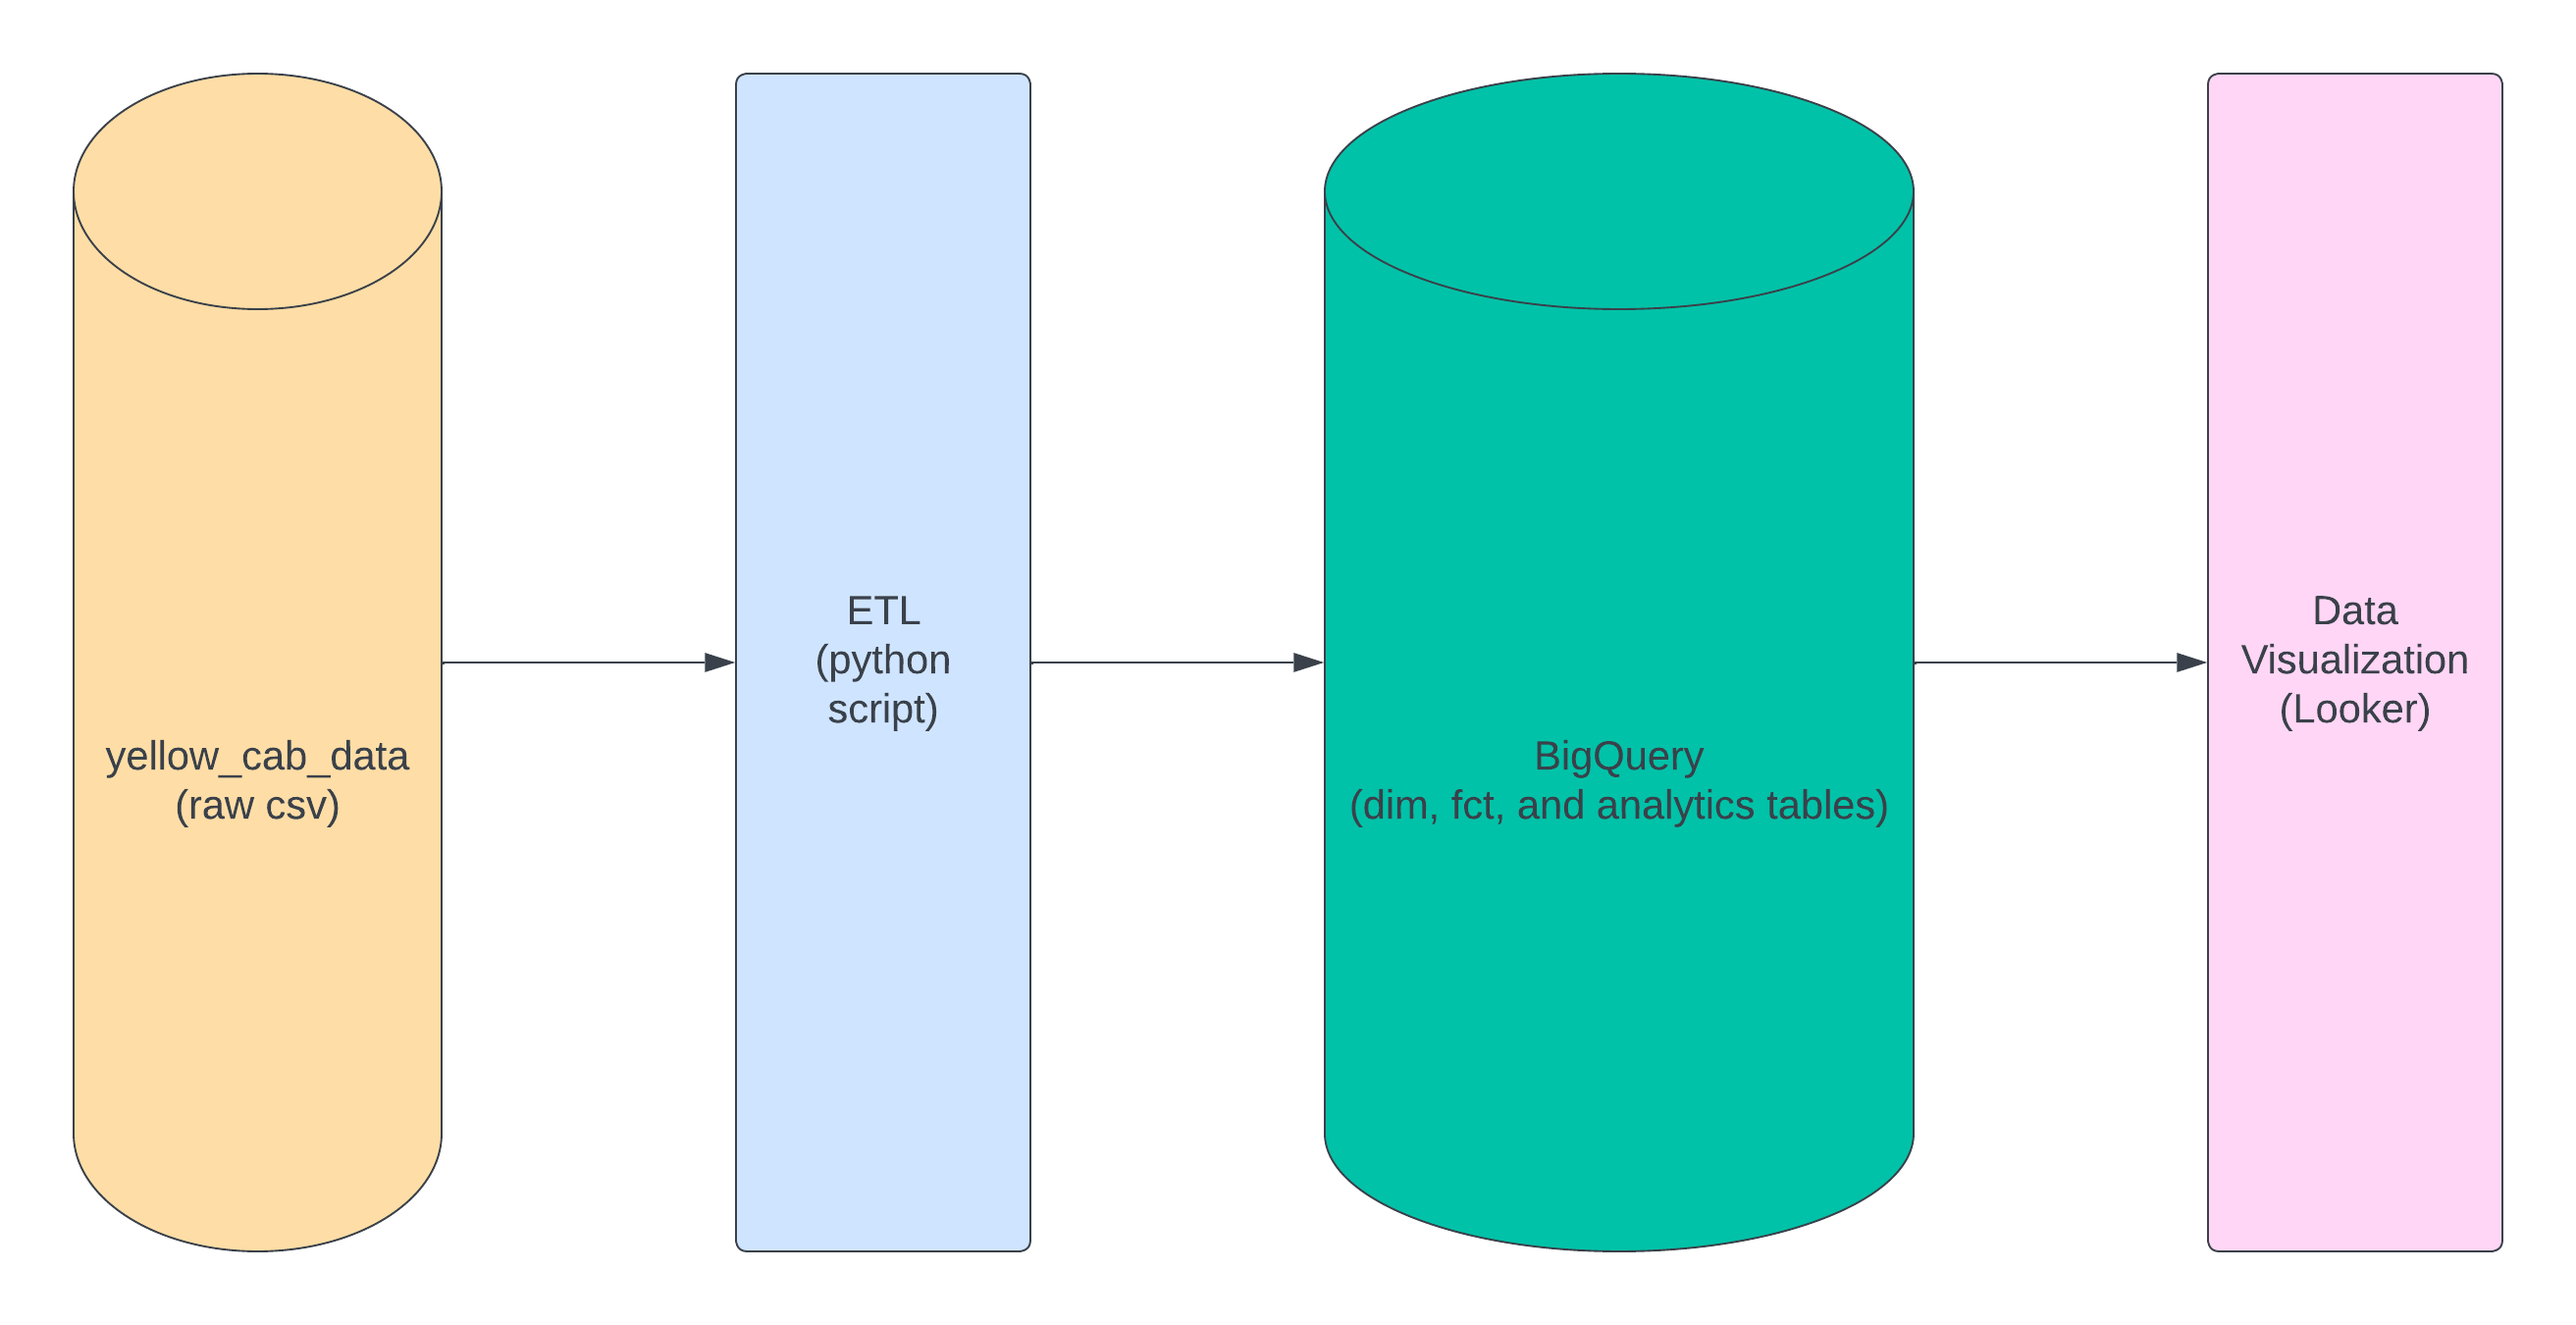 yellow_cab_data
(raw csv)
ETL
(python
script)
BigQuery
(dim, fct, and analytics tables)
Data
Visualization
(Looker)